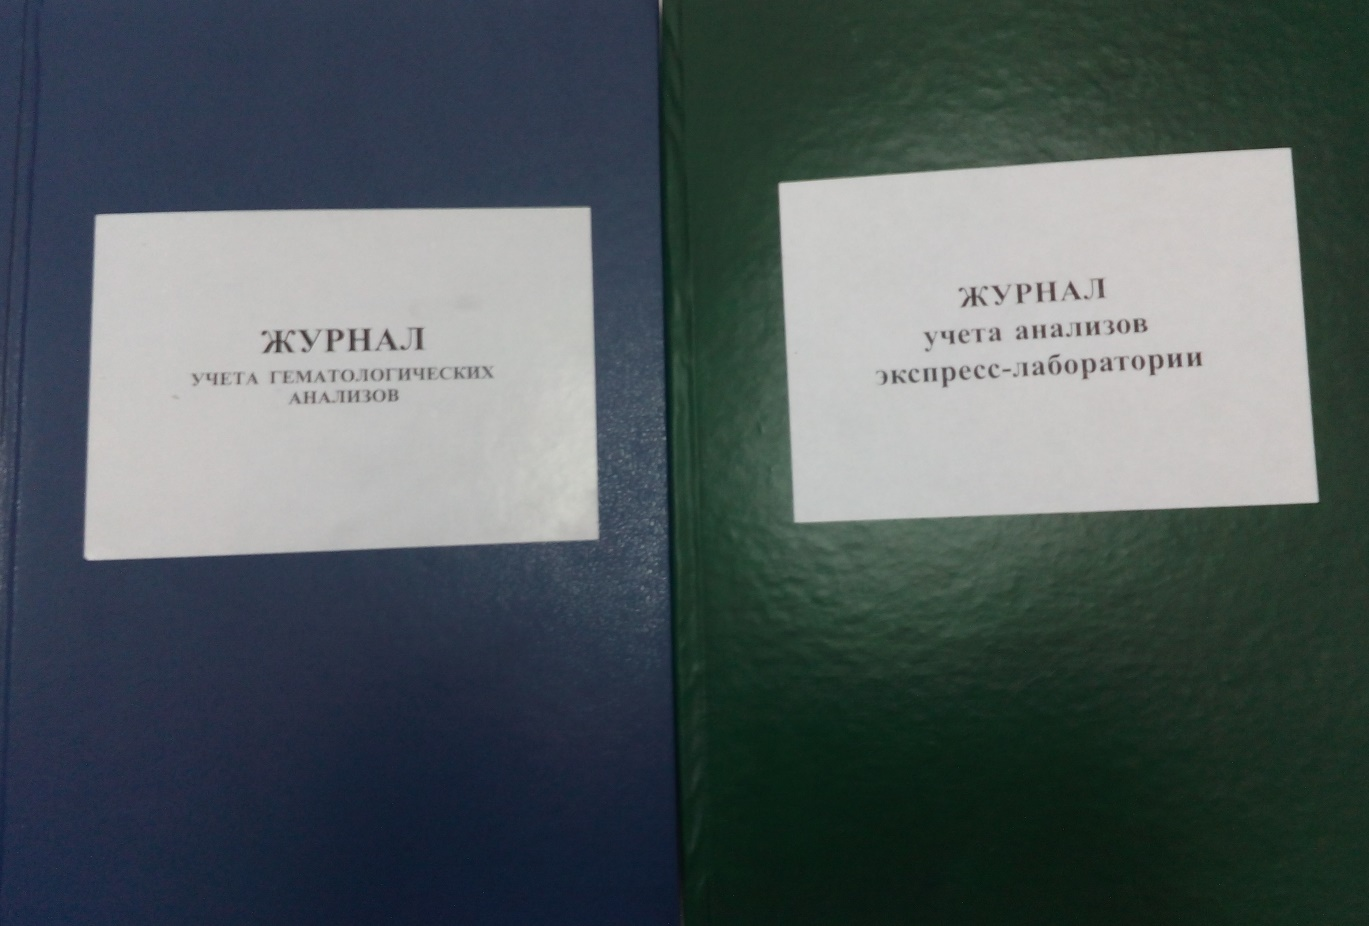 ЖУРНАЛ
УЧЕТА ГЕМАТОЛОГИЧЕСКИХ
АНАЛИЗОВ
ЖУРНАЛ
учета анализов
экспресс-лаборатории